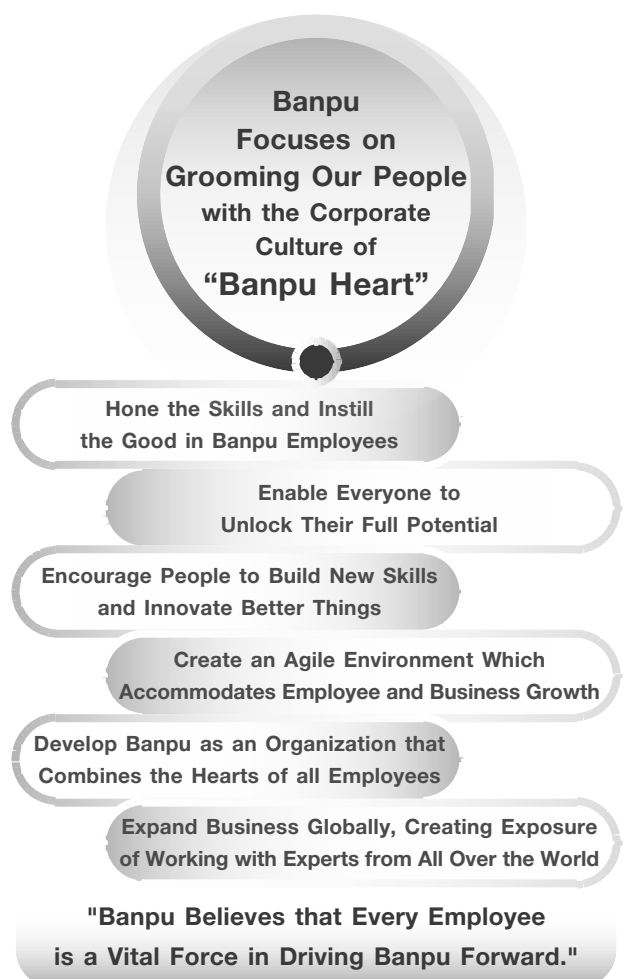 Banpu
Focuses on
Grooming Our People
with the Corporate
Culture of
“Banpu Heart”
Hone the Skills and Instill
the Good in Banpu Employees
Enable Everyone to
Unlock Their Full Potential
Encourage People to Build New Skills
and Innovate Better Things
Create an Agile Environment Which
Accommodates Employee and Business Growth
Develop Banpu as an Organization that
Combines the Hearts of all Employees
Expand Business Globally, Creating Exposure
of Working with Experts from All Over the World
"Banpu Believes that Every Employee
is a Vital Force in Driving Banpu Forward."